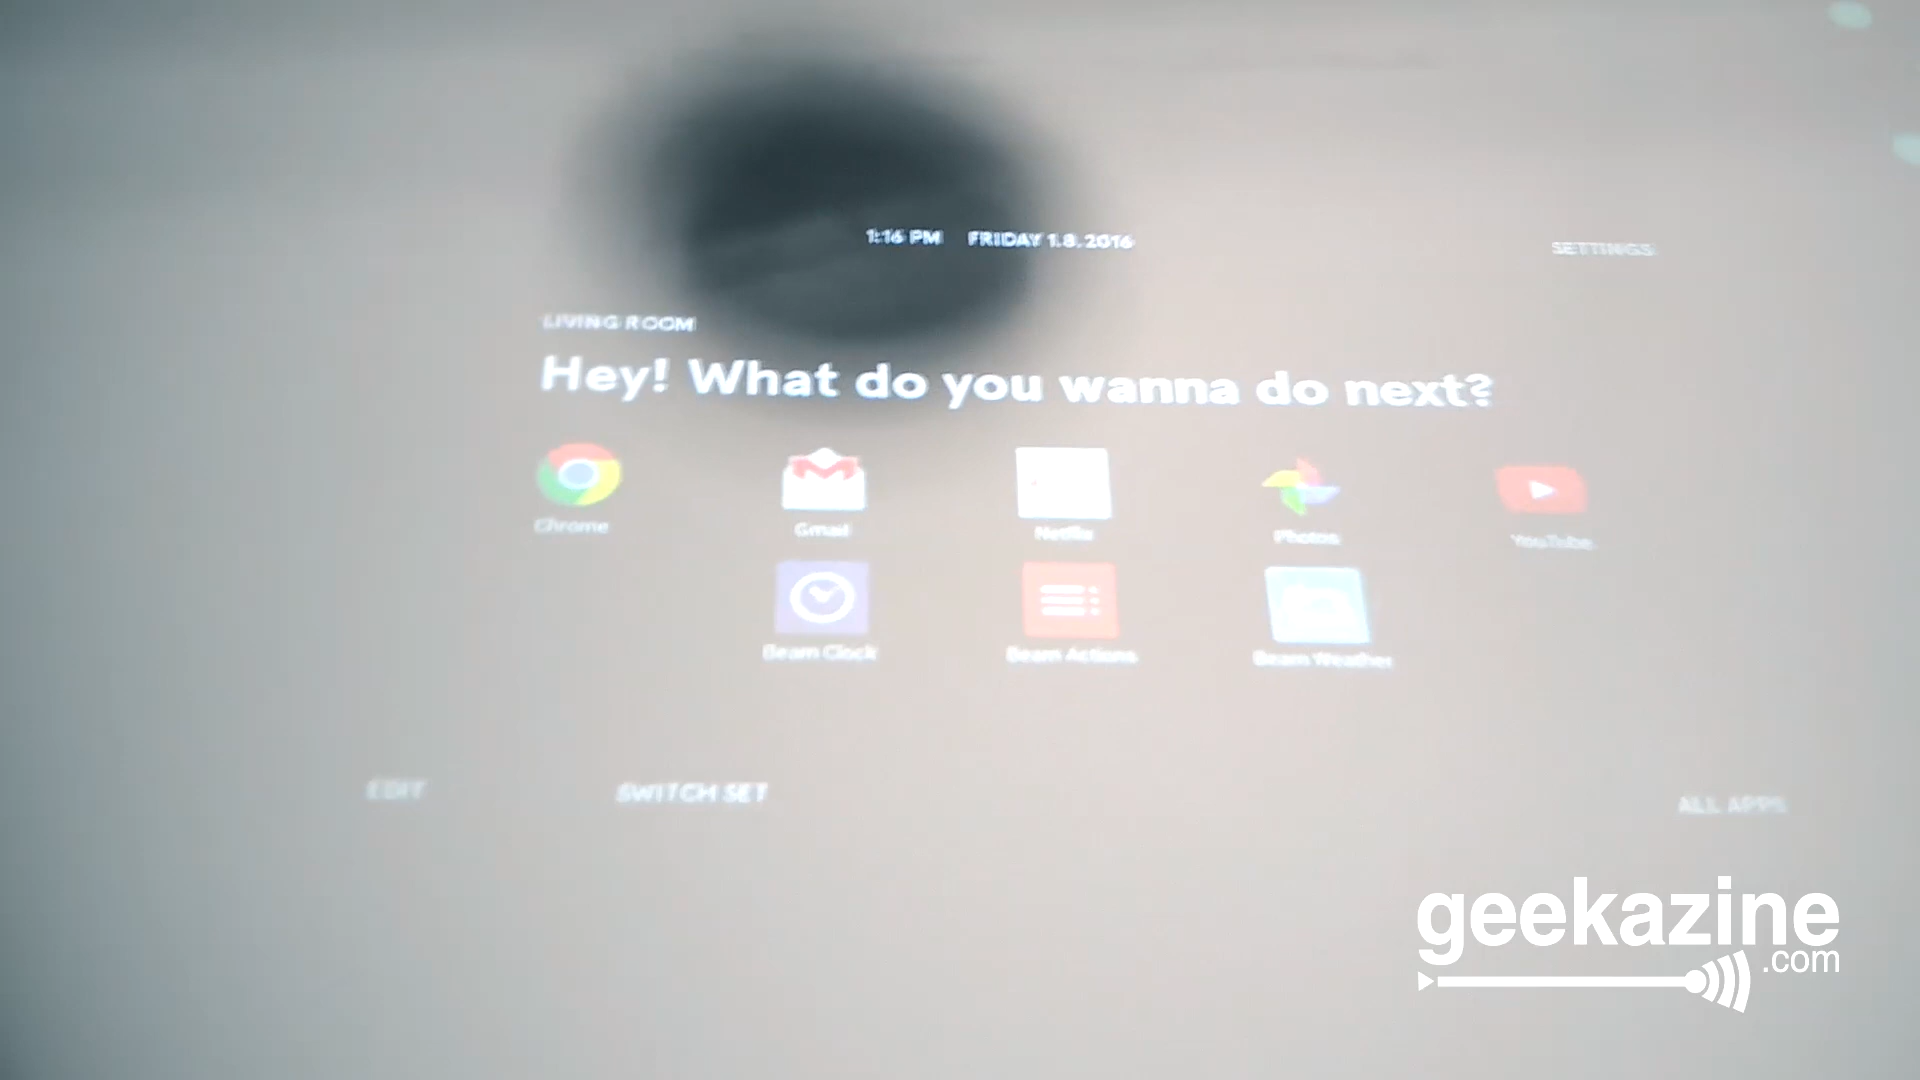 1:16 PM FRIDAY 1.8.2016
SETTINGS
LIVING ROOM
Hey! What do you wanna do next?
Chrome
Gmail
Netflix
Photos
YouTube
Beam Clock
Beam Actions
Beam Weather
EDIT
SWITCH SET
ALL APPS
geekazine
.com